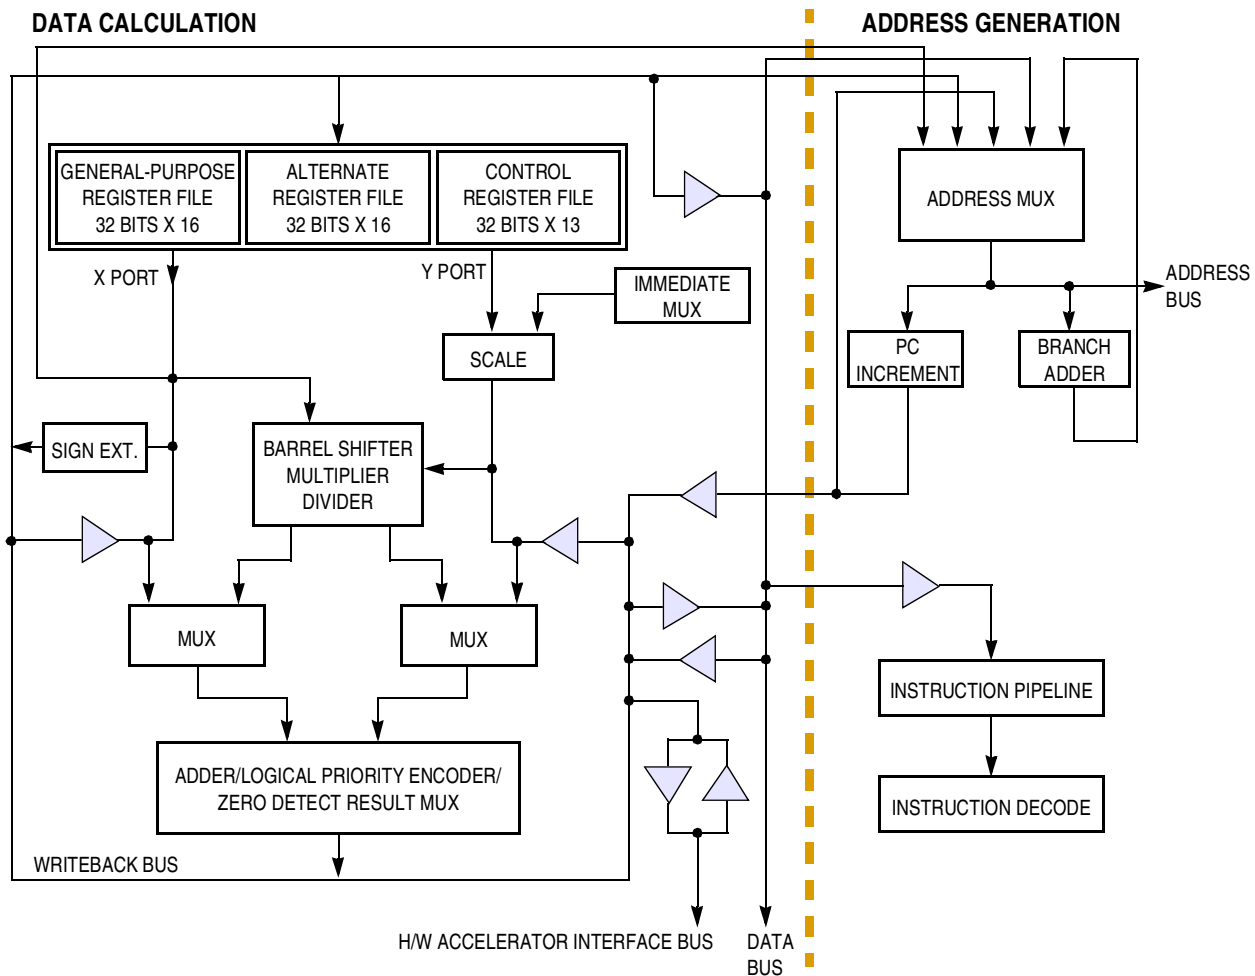 DATA CALCULATION
ADDRESS GENERATION
GENERAL-PURPOSE
REGISTER FILE
32 BITS X 16
ALTERNATE
REGISTER FILE
32 BITS X 16
CONTROL
REGISTER FILE
32 BITS X 13
ADDRESS MUX
X PORT
Y PORT
IMMEDIATE
MUX
ADDRESS
BUS
SCALE
PC
INCREMENT
BRANCH
ADDER
SIGN EXT.
BARREL SHIFTER
MULTIPLIER
DIVIDER
MUX
MUX
INSTRUCTION PIPELINE
ADDER/LOGICAL PRIORITY ENCODER/
ZERO DETECT RESULT MUX
INSTRUCTION DECODE
WRITEBACK BUS
H/W ACCELERATOR INTERFACE BUS
DATA
BUS